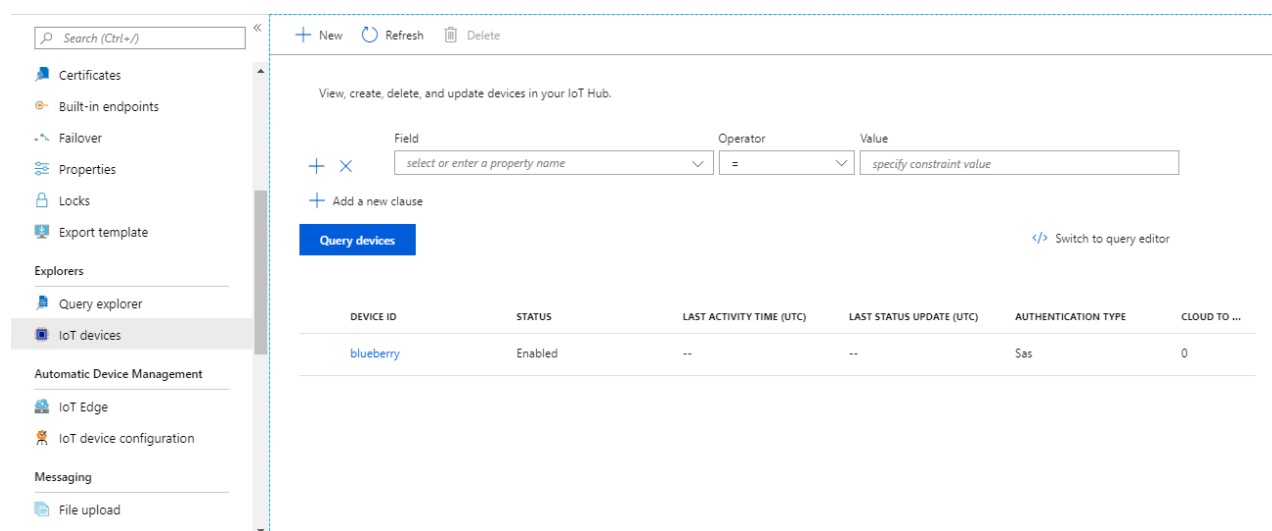 Search (Ctrl+/)
«
Certificates
Built-in endpoints
Failover
Properties
Locks
Export template
Explorers
Query explorer
IoT devices
Automatic Device Management
IoT Edge
IoT device configuration
Messaging
File upload
New Refresh Delete
View, create, delete, and update devices in your IoT Hub.
Field Operator Value
select or enter a property name = specify constraint value
Add a new clause
Query devices </> Switch to query editor
DEVICE ID STATUS LAST ACTIVITY TIME (UTC) LAST STATUS UPDATE (UTC) AUTHENTICATION TYPE CLOUD TO ...
blueberry Enabled -- -- Sas 0